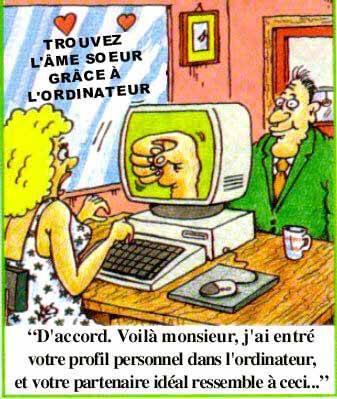 TROUVEZ
L'ÂME SOEUR
GRÂCE À
L'ORDINATEUR
“D'accord. Voilà monsieur, j'ai entré
votre profil personnel dans l'ordinateur,
et votre partenaire idéal ressemble à ceci...”